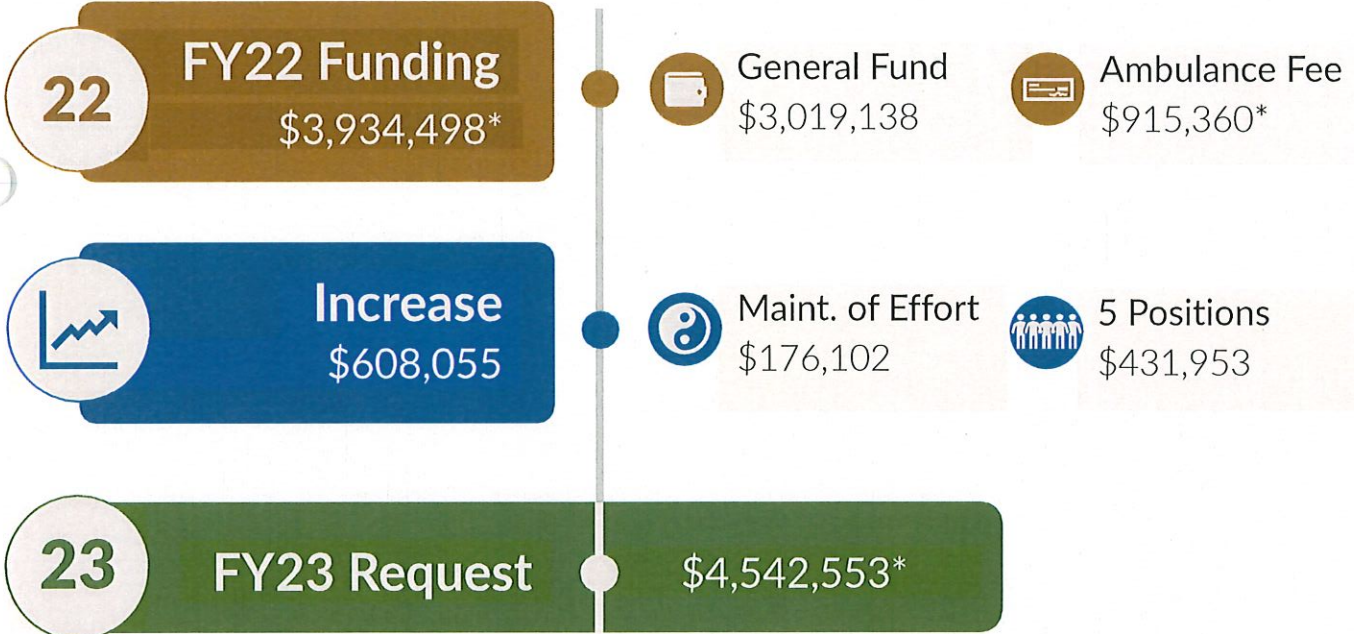 22
FY22 Funding
$3,934,498*
General Fund
$3,019,138
Ambulance Fee
$915,360*
Increase
$608,055
Maint. of Effort
$176,102
5 Positions
$431,953
23
FY23 Request
$4,542,553*